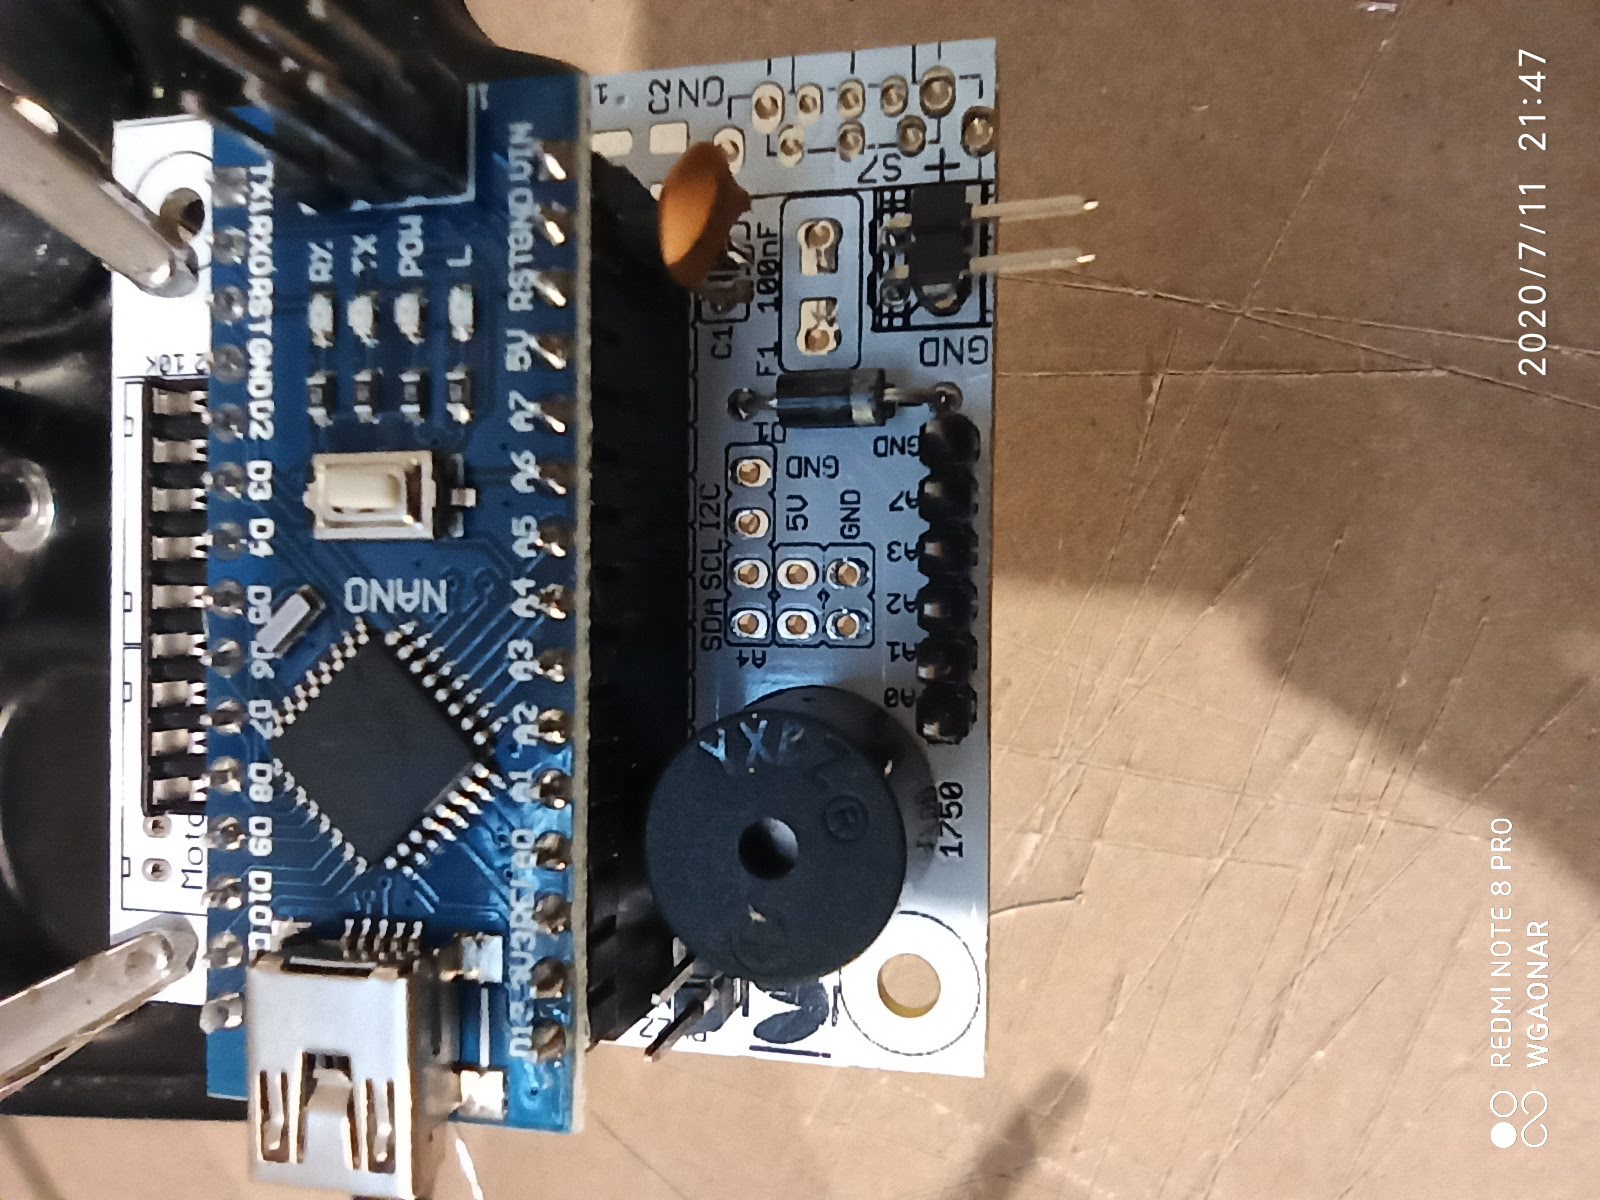 10K
D10 D9 D8 D7 D6 D5 D4 D3 D2 GND RST RX0 TX1
RX
TX
NANO
POW
L
3V3 A0 A1 A2 A3 A4 A5 A6 A7 5V RST GND VIN
C2
ON
SDA SCL I2C
C1
A4
D1
F1 100nF
5V GND
GND
S7
A0 A1 A2 A3 A7 GND
1750
GND
+
REDMI NOTE 8 PRO
WGAONAR
2020/7/11 21:47